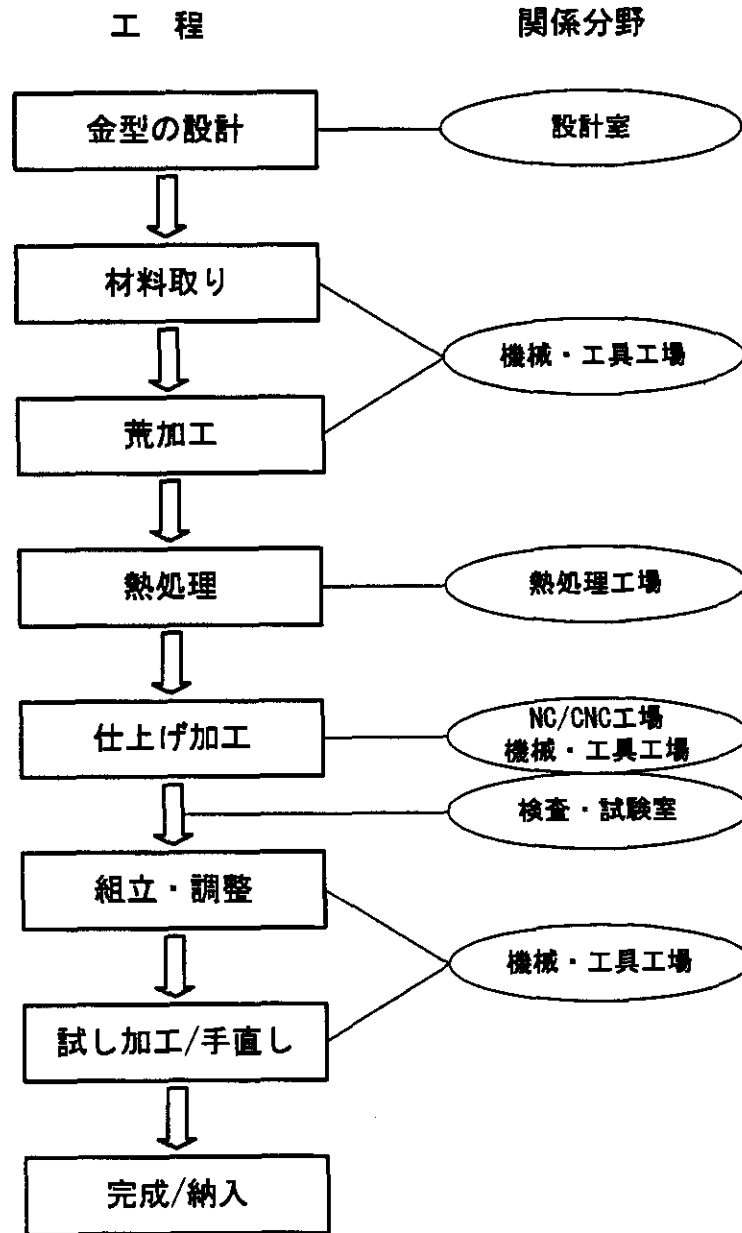 工 程 関係分野
金型の設計 設計室
材料取り
機械・工具工場
荒加工
熱処理 熱処理工場
仕上げ加工 NC/CNC工場
機械・工具工場
検査・試験室
組立・調整
機械・工具工場
試し加工/手直し
完成/納入